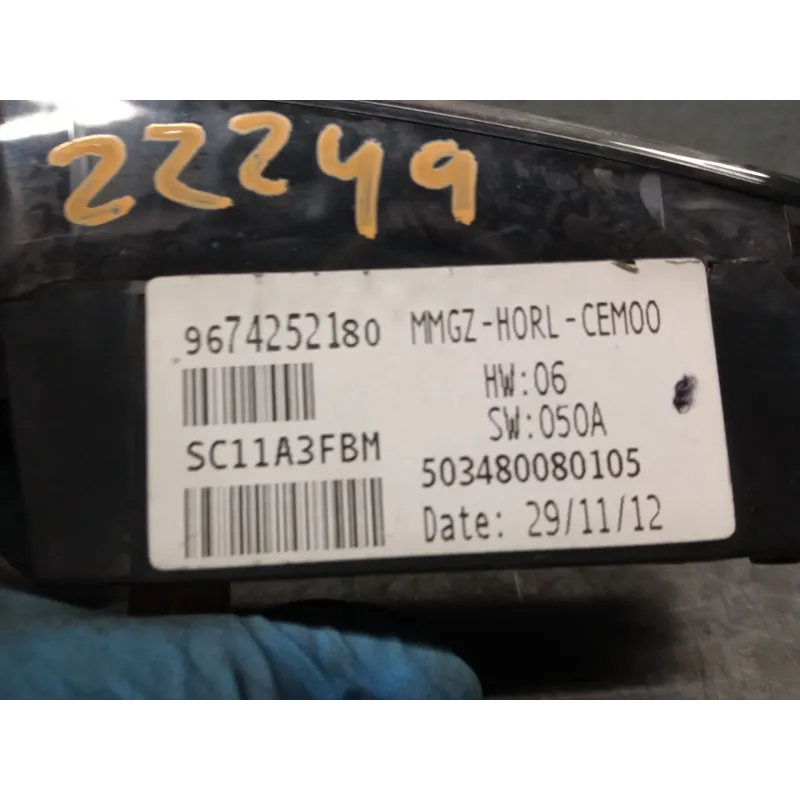 22249
9674252180 MMGZ-HORL-CEM00
HW:06
SW:050A
SC11A3FBM
503480080105
Date: 29/11/12